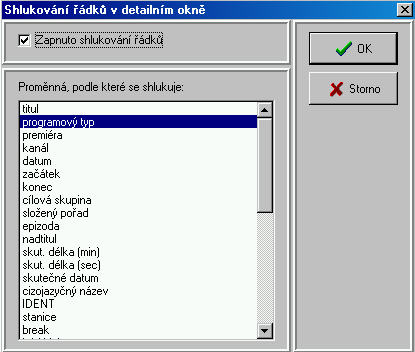 Shlukování řádků v detailním okně
Zapnuto shlukování řádků
OK
Storno
Proměnná, podle které se shlukuje:
titul
programový typ
premiéra
kanál
datum
začátek
konec
cílová skupina
složený pořad
epizoda
nadtitul
skut. délka (min)
skut. délka (sec)
skutečné datum
cizojazyčný název
IDENT
stanice
break